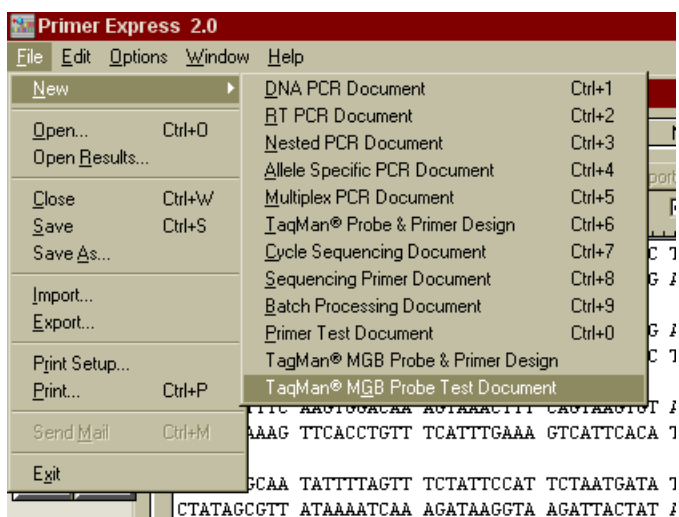 Primer Express 2.0
File Edit Options Window Help
New
Open... Ctrl+O
Open Results...
Close Ctrl+W
Save Ctrl+S
Save As...
Import...
Export...
Print Setup...
Print... Ctrl+P
Send Mail Ctrl+M
Exit
DNA PCR Document Ctrl+1
RT PCR Document Ctrl+2
Nested PCR Document Ctrl+3
Allele Specific PCR Document Ctrl+4
Multiplex PCR Document Ctrl+5
TaqMan® Probe & Primer Design Ctrl+6
Cycle Sequencing Document Ctrl+7
Sequencing Primer Document Ctrl+8
Batch Processing Document Ctrl+9
Primer Test Document Ctrl+0
TaqMan® MGB Probe & Primer Design
TaqMan® MGB Probe Test Document
port
C T
G A
G A
C T
AAGTGGACAA AGTAAACTTT CAGTAAGTGT A
AAAG TTCACCTGTT TCATTTGAAA GTCATTCACA T
GCAA TATTTTAGTT TCTATTCCAT TCTAATGATA T
CTATAGCGTT ATAAAATCAA AGATAAGGTA AGATTACTAT A